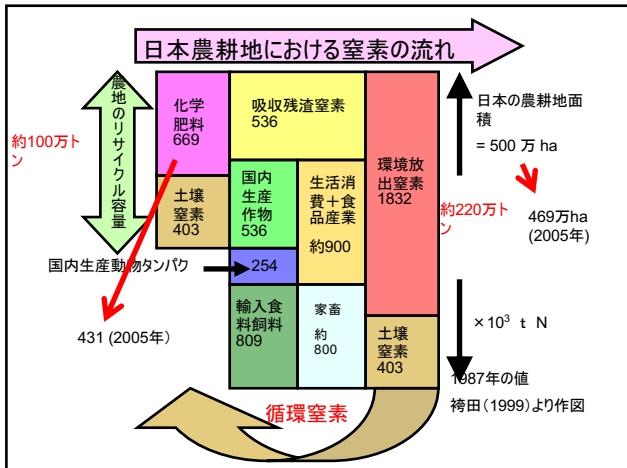 日本農耕地における窒素の流れ
農地のリサイクル容量
約100万ト
ン
化学
肥料
669
土壌
窒素
403
吸収残渣窒素
536
国内
生産
作物
536
生活消
費＋食
品産業
約900
環境放
出窒素
1832
日本の農耕地面
積
= 500 万 ha
約220万ト
ン
469万ha
(2005年)
国内生産動物タンパク
254
431 (2005年)
輸入食
料飼料
809
家畜
約
800
土壌
窒素
403
×10³ t N
1987年の値
袴田(1999)より作図
循環窒素